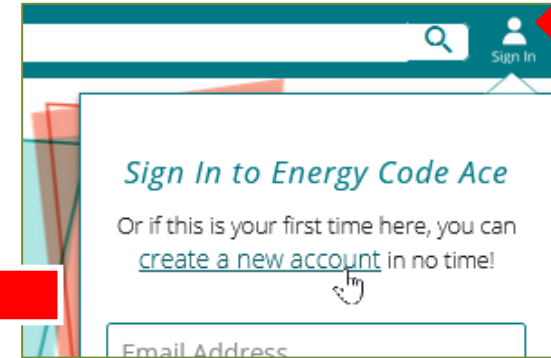 Sign In
Sign In to Energy Code Ace
Or if this is your first time here, you can
create a new account in no time!
Email Address